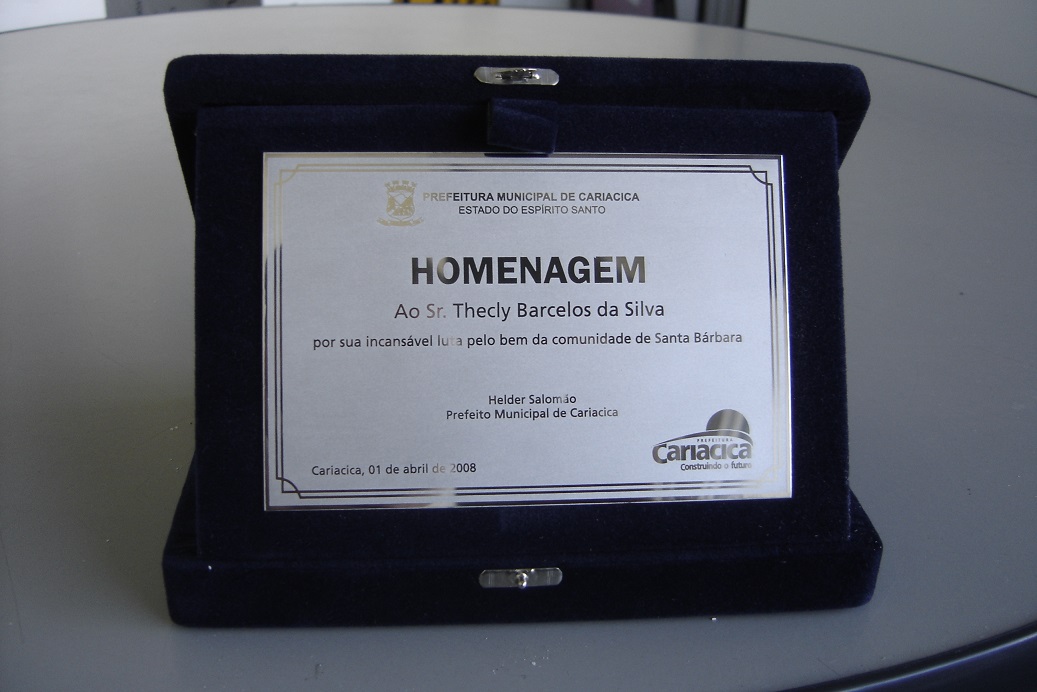 PREFEITURA MUNICIPAL DE CARIACICA
ESTADO DO ESPÍRITO SANTO
HOMENAGEM
Ao Sr. Thecly Barcelos da Silva
por sua incansável luta pelo bem da comunidade de Santa Bárbara
Helder Salomão
Prefeito Municipal de Cariacica
PREFEITURA
Cariacica
Construindo o futuro
Cariacica, 01 de abril de 2008